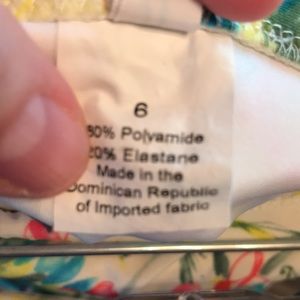 6
80% Polyamide
20% Elastane
Made in the
Dominican Republic
of Imported fabric